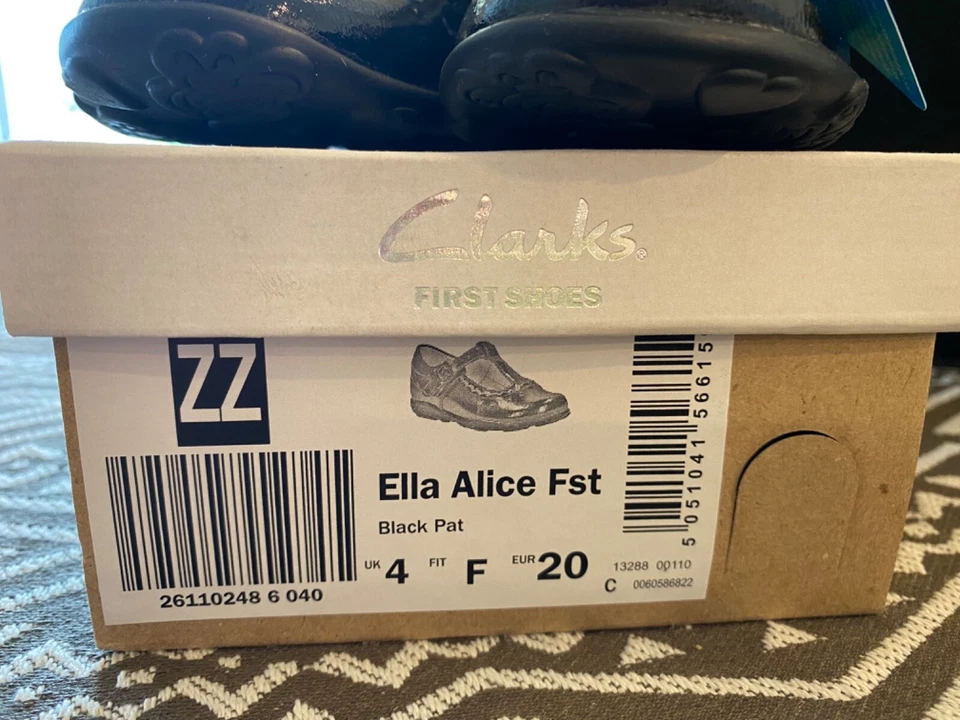 Clarks®
FIRST SHOES
ZZ
Ella Alice Fst
Black Pat
UK 4 FIT F EUR 20
26110248 6 040
5 051041 56615
13288 00110
C 0060586822